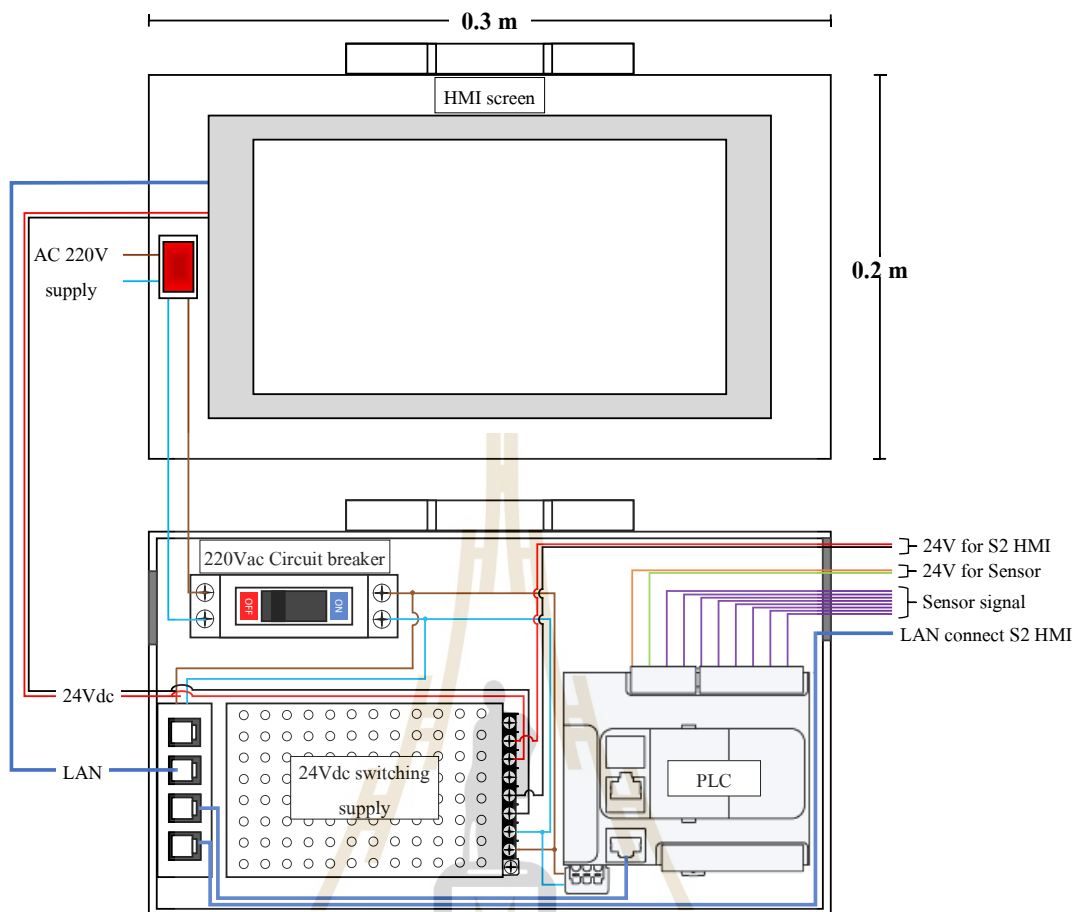 0.3 m
HMI screen
AC 220V
supply
0.2 m
220Vac Circuit breaker
OFF
ON
24V for S2 HMI
24V for Sensor
Sensor signal
LAN connect S2 HMI
24Vdc
LAN
24Vdc switching
supply
PLC